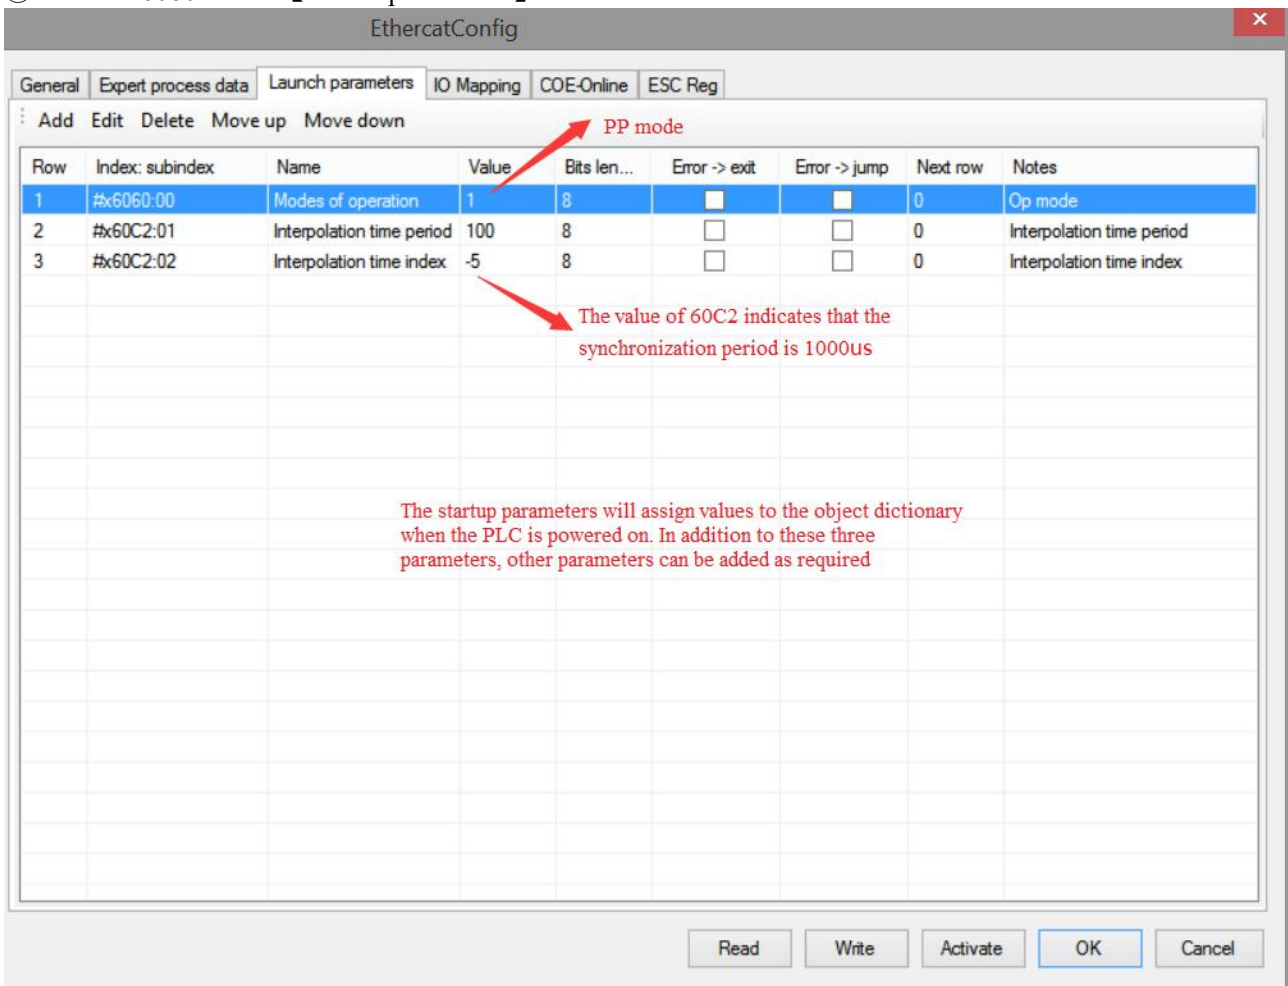 EthercatConfig
General Expert process data Launch parameters IO Mapping COE-Online ESC Reg
Add Edit Delete Move up Move down
PP mode
Row Index: subindex Name Value Bits len... Error -> exit Error -> jump Next row Notes
1 #x6060:00 Modes of operation 1 8 0 Op mode
2 #x60C2:01 Interpolation time period 100 8 0 Interpolation time period
3 #x60C2:02 Interpolation time index -5 8 0 Interpolation time index
The value of 60C2 indicates that the
synchronization period is 1000us
The startup parameters will assign values to the object dictionary
when the PLC is powered on. In addition to these three
parameters, other parameters can be added as required
Read Write Activate OK Cancel